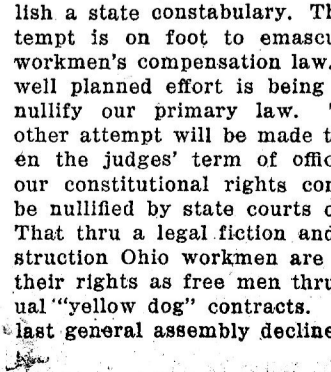 lish a state constabulary. Th
tempt is on foot to emascu
workmen's compensation law.
well planned effort is being
nullify our primary law.
other attempt will be made t
en the judges' term of offic
our constitutional rights con
be nullified by state courts
That thru a legal fiction and
struction Ohio workmen are
their rights as free men thru
ual "yellow dog" contracts.
last general assembly decline